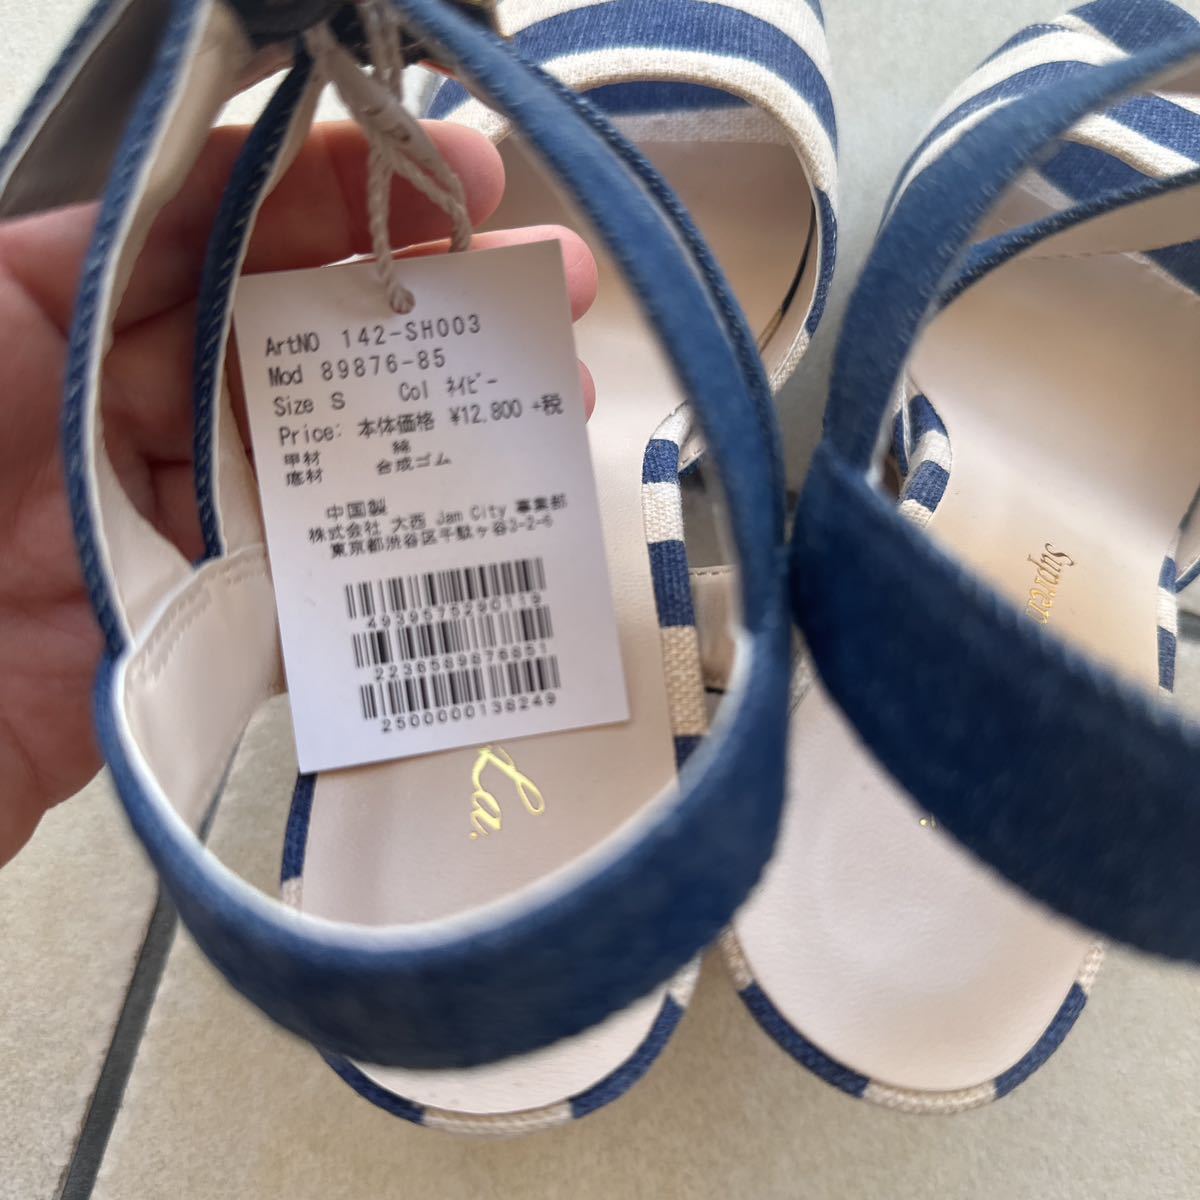 ArtNO 142-SH003
Mod 89876-85
Size S Col ﾈｲﾋﾞｰ
Price: 本体価格 ¥12,800 +税
甲材 綿
底材 合成ゴム
中国製
株式会社 大西 Jam City 事業部
東京都渋谷区千駄ヶ谷3-2-6
4939675290119
2236589876851
2500000136249
La.